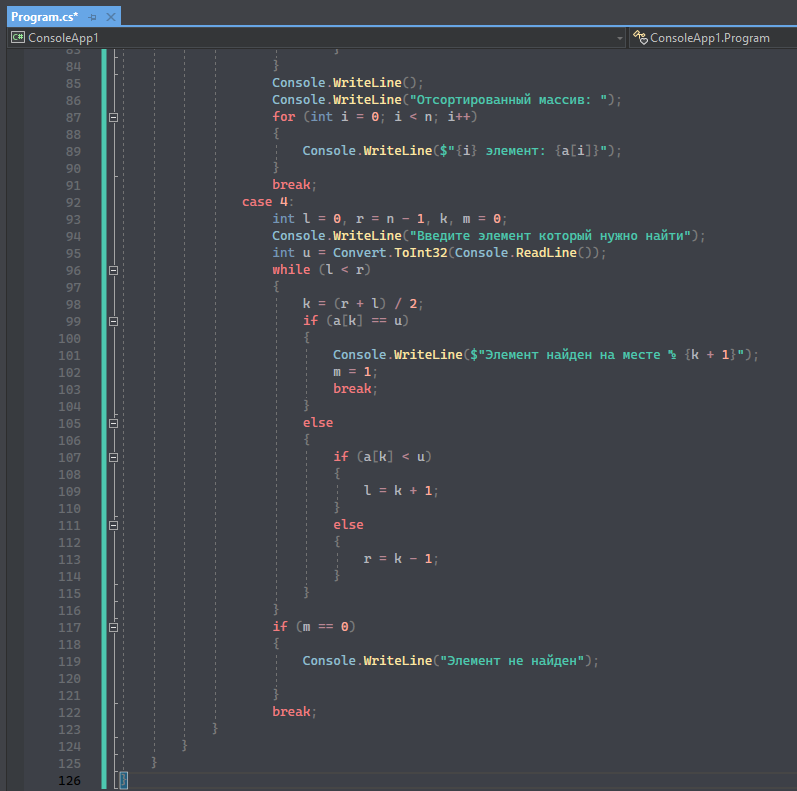 Program.cs*
C# ConsoleApp1 ConsoleApp1.Program
83 }
84 }
85 Console.WriteLine();
86 Console.WriteLine("Отсортированный массив: ");
87 for (int i = 0; i < n; i++)
88 {
89 Console.WriteLine($"{i} элемент: {a[i]}");
90 }
91 break;
92 case 4:
93 int l = 0, r = n - 1, k, m = 0;
94 Console.WriteLine("Введите элемент который нужно найти");
95 int u = Convert.ToInt32(Console.ReadLine());
96 while (l < r)
97 {
98 k = (r + l) / 2;
99 if (a[k] == u)
100 {
101 Console.WriteLine($"Элемент найден на месте № {k + 1}");
102 m = 1;
103 break;
104 }
105 else
106 {
107 if (a[k] < u)
108 {
109 l = k + 1;
110 }
111 else
112 {
113 r = k - 1;
114 }
115 }
116 }
117 if (m == 0)
118 {
119 Console.WriteLine("Элемент не найден");
120
121 }
122 break;
123 }
124 }
125 }
126 }